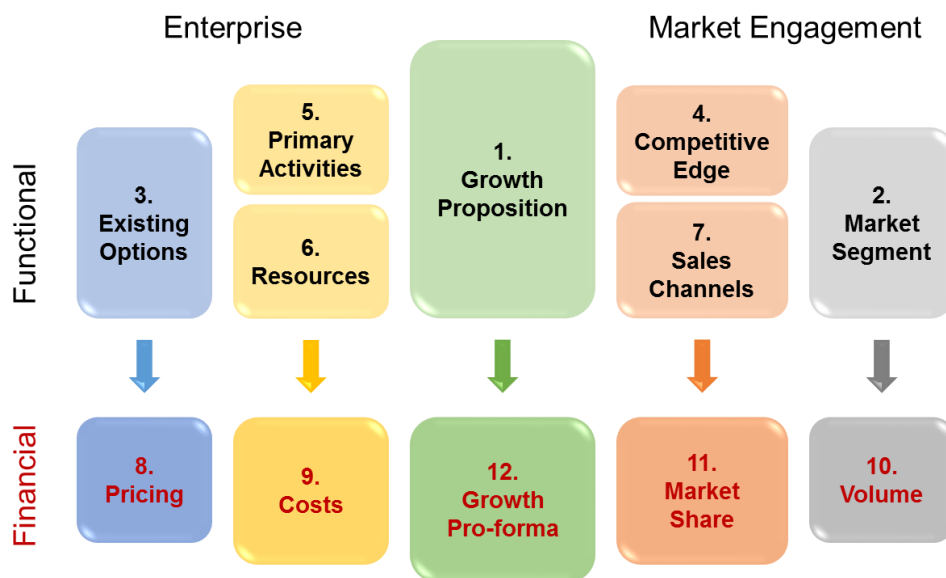 Enterprise
Market Engagement
Functional
3.
Existing
Options
5.
Primary
Activities
6.
Resources
1.
Growth
Proposition
4.
Competitive
Edge
7.
Sales
Channels
2.
Market
Segment
Financial
8.
Pricing
9.
Costs
12.
Growth
Pro-forma
11.
Market
Share
10.
Volume